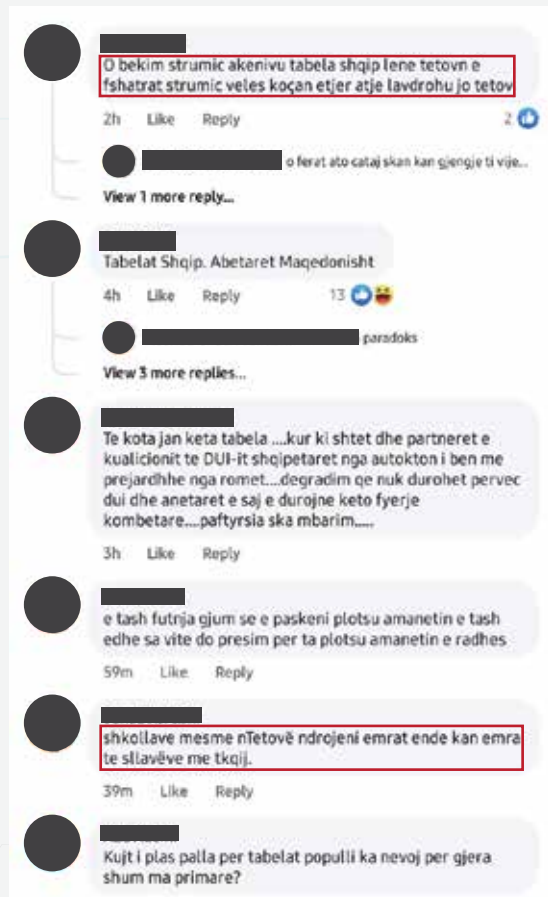 O bekim strumic akenivu tabela shqip lene tetovn e
fshatrat strumic veles koçan etjer atje lavdrohu jo tetov
2h Like Reply 2
o ferat ato cataj skan kan gjengje ti vije...
View 1 more reply...
Tabelat Shqip. Abetaret Maqedonisht
4h Like Reply 13
paradoks
View 3 more replies...
Te kota jan keta tabela ....kur ki shtet dhe partneret e
kualicionit te DUI-it shqipetaret nga autokton i ben me
prejardhhe nga romet....degradim qe nuk durohet pervec
dui dhe anetaret e saj e durojne keto fyerje
kombetare....paftyrsia ska mbarim.....
3h Like Reply
e tash futnja gjum se e paskeni plotsu amanetin e tash
edhe sa vite do presim per ta plotsu amanetin e radhes
59m Like Reply
shkollave mesme nTetovë ndrojeni emrat ende kan emra
te sllavëve me tkqij.
39m Like Reply
Kujt i plas palla per tabelat populli ka nevoj per gjera
shum ma primare?